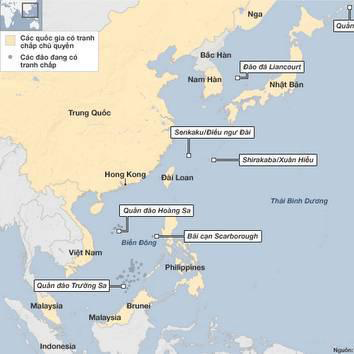 Các quốc gia có tranh
chấp chủ quyền
Các đảo đang có
tranh chấp
Nga
Quần
Bắc Hàn
Đảo đá Liancourt
Nam Hàn
Nhật Bản
Trung Quốc
Senkaku/Điếu ngư Đài
Shirakaba/Xuân Hiểu
Hong Kong
Đài Loan
Quần đảo Hoàng Sa
Thái Bình Dương
Biển Đông
Bãi cạn Scarborough
Việt Nam
Philippines
Quần đảo Trường Sa
Malaysia
Brunei
Malaysia
Indonesia
Nguồn: